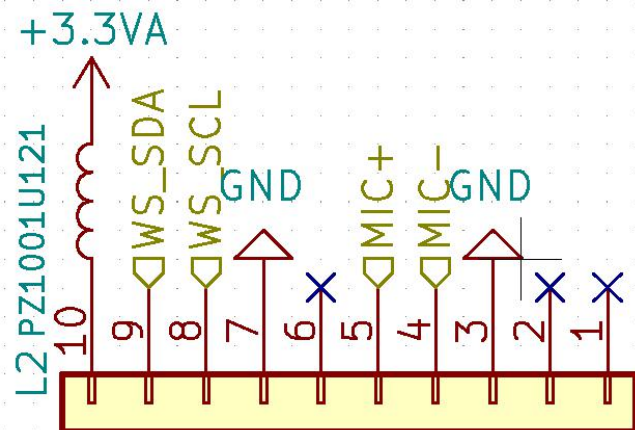 +3.3VA
L2 PZ1001U121
WS_SDA
WS_SCL
GND
MIC+
MIC-
GND
10
9
8
7
6
5
4
3
2
1